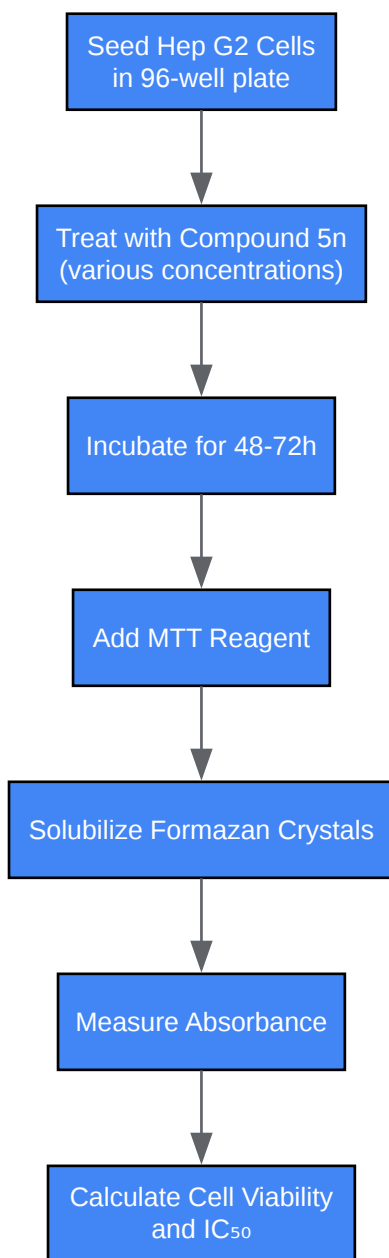 Seed Hep G2 Cells
in 96-well plate
Treat with Compound 5n
(various concentrations)
Incubate for 48-72h
Add MTT Reagent
Solubilize Formazan Crystals
Measure Absorbance
Calculate Cell Viability
and IC₅₀